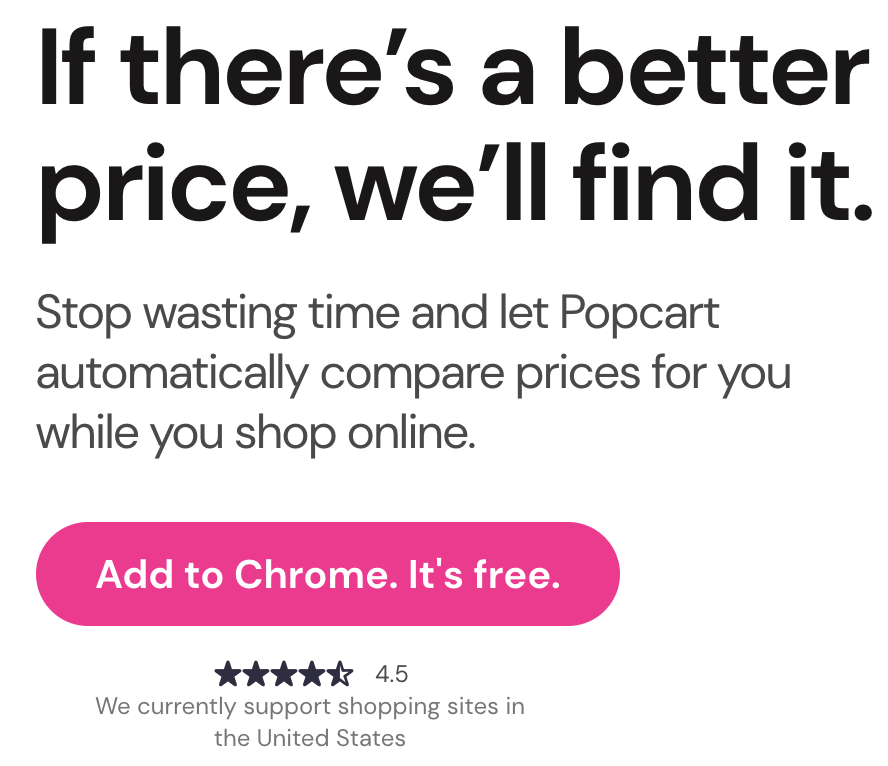 If there’s a better
price, we’ll find it.
Stop wasting time and let Popcart
automatically compare prices for you
while you shop online.
Add to Chrome. It's free.
4.5
We currently support shopping sites in
the United States